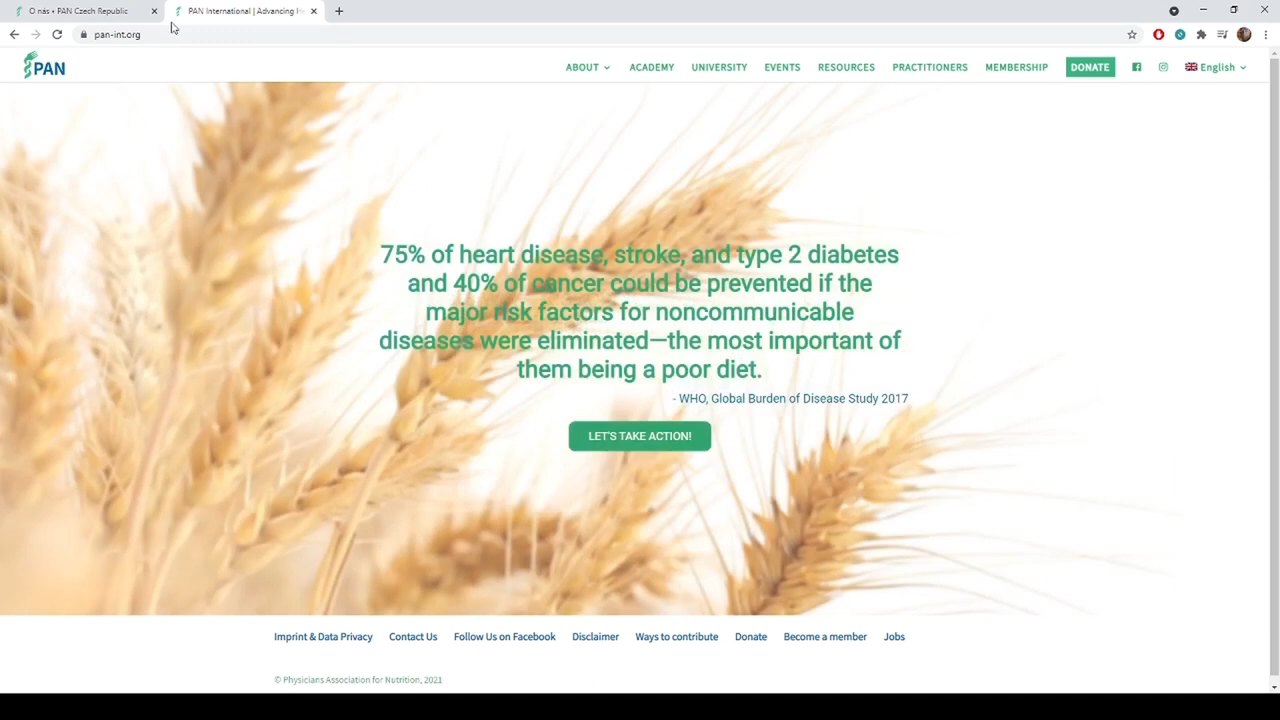 O nás • PAN Czech Republic
PAN International | Advancing He
pan-int.org
PAN
ABOUT ACADEMY UNIVERSITY EVENTS RESOURCES PRACTITIONERS MEMBERSHIP DONATE English
75% of heart disease, stroke, and type 2 diabetes
and 40% of cancer could be prevented if the
major risk factors for noncommunicable
diseases were eliminated—the most important of
them being a poor diet.
- WHO, Global Burden of Disease Study 2017
LET'S TAKE ACTION!
Imprint & Data Privacy Contact Us Follow Us on Facebook Disclaimer Ways to contribute Donate Become a member Jobs
© Physicians Association for Nutrition, 2021